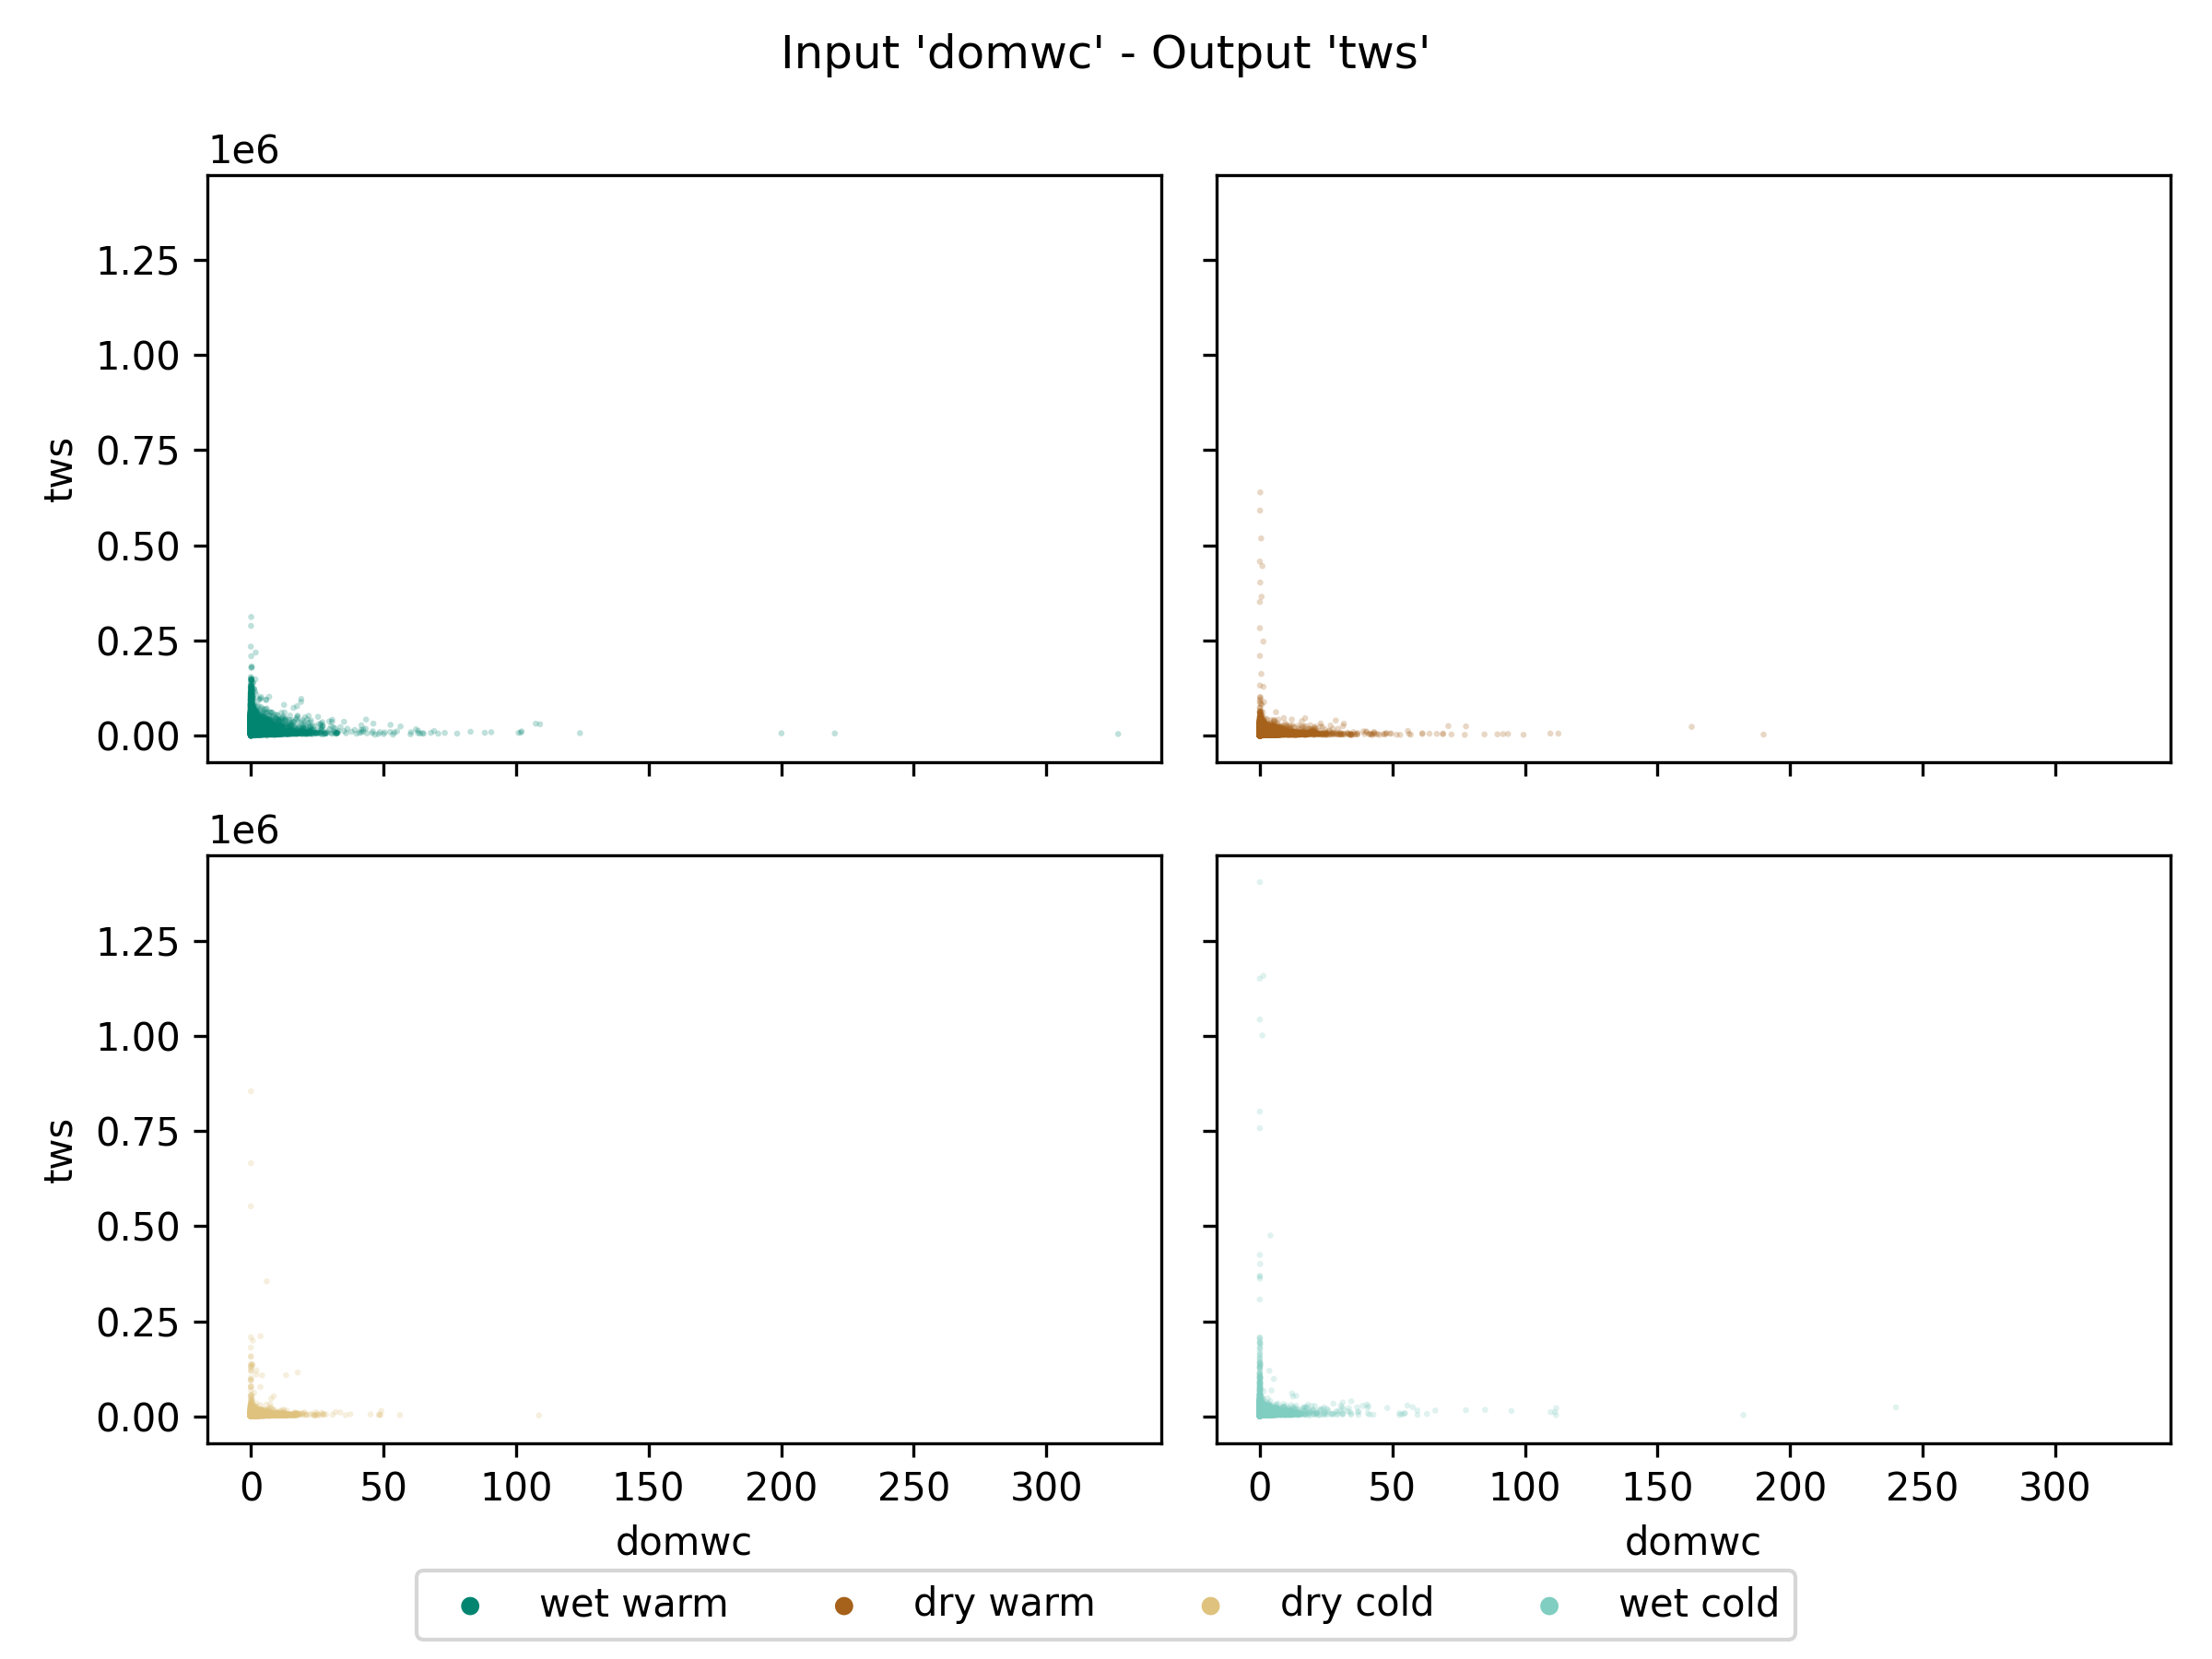 Input 'domwc' - Output 'tws'
1e6
1.25
1.00
0.75
0.50
0.25
0.00
tws
1e6
1.25
1.00
0.75
0.50
0.25
0.00
tws
0 50 100 150 200 250 300
domwc
0 50 100 150 200 250 300
domwc
wet warm dry warm dry cold wet cold